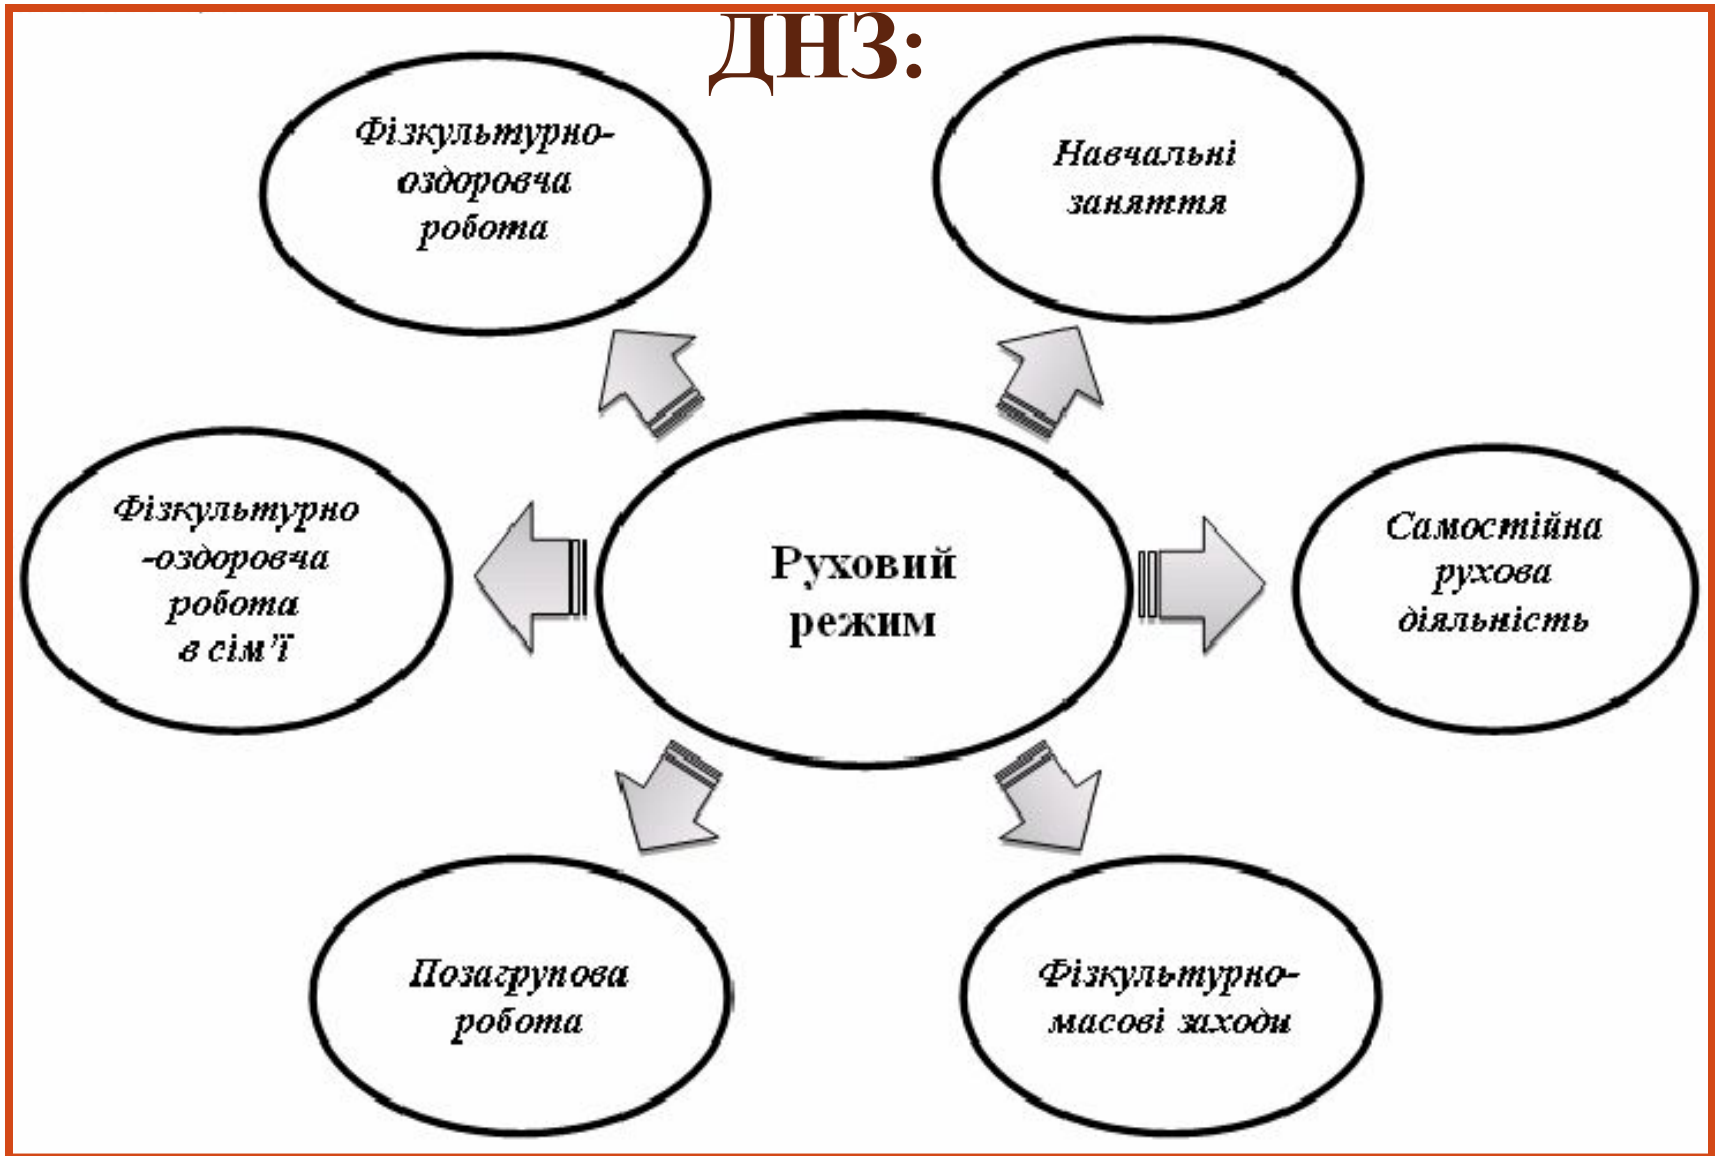 ДНЗ:
Фізкультурно-
оздоровча
робота
Навчальні
заняття
Фізкультурно
-оздоровча
робота
в сім’ї
Руховий
режим
Самостійна
рухова
діяльність
Позагрупова
робота
Фізкультурно-
масові заходи